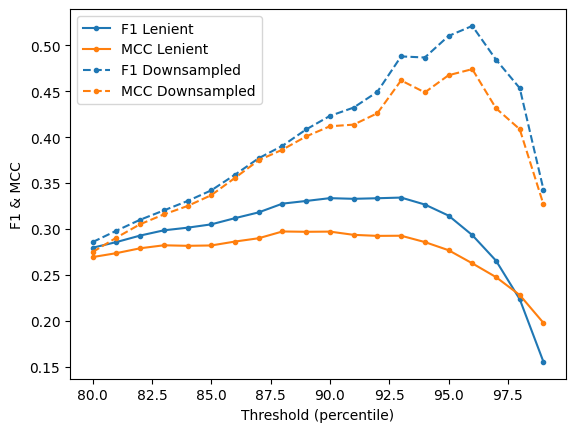 F1 Lenient
MCC Lenient
F1 Downsampled
MCC Downsampled
0.50
0.45
0.40
0.35
0.30
0.25
0.20
0.15
F1 & MCC
80.0 82.5 85.0 87.5 90.0 92.5 95.0 97.5
Threshold (percentile)